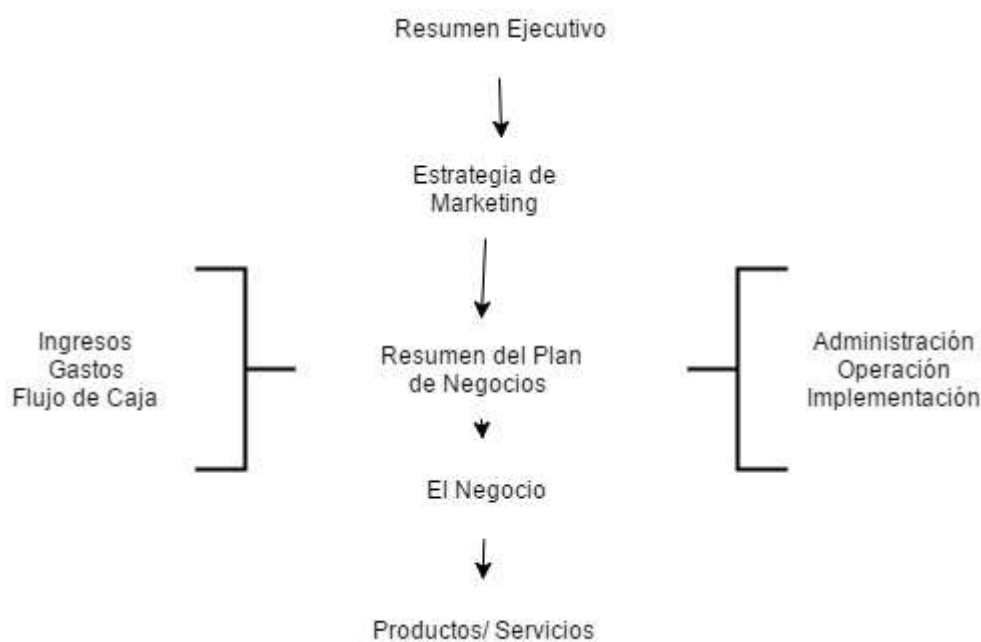 Resumen Ejecutivo
Estrategia de
Marketing
Ingresos
Gastos
Flujo de Caja
Resumen del Plan
de Negocios
Administración
Operación
Implementación
El Negocio
Productos/ Servicios